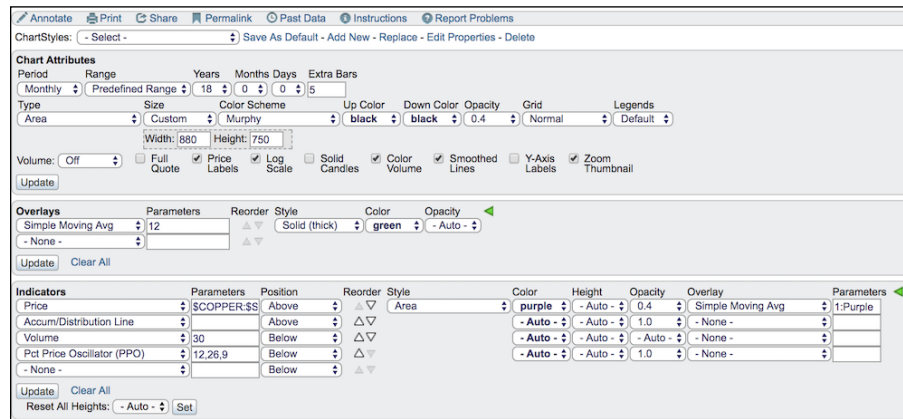 Annotate Print Share Permalink Past Data Instructions Report Problems
ChartStyles: - Select - Save As Default - Add New - Replace - Edit Properties - Delete
Chart Attributes
Period Range Years Months Days Extra Bars
Monthly Predefined Range 18 0 0 5
Type Size Color Scheme Up Color Down Color Opacity Grid Legends
Area Custom Murphy black black 0.4 Normal Default
Width: 880 Height: 750
Volume: Off Full Quote Price Labels Log Scale Solid Candles Color Volume Smoothed Lines Y-Axis Labels Zoom Thumbnail
Update
Overlays Parameters Reorder Style Color Opacity
Simple Moving Avg 12 Solid (thick) green - Auto -
- None -
Update Clear All
Indicators Parameters Position Reorder Style Color Height Opacity Overlay Parameters
Price $COPPER:$S Above Area purple - Auto - 0.4 Simple Moving Avg 1:Purple
Accum/Distribution Line Above - Auto - - Auto - 1.0 - None -
Volume 30 Below - Auto - - Auto - - Auto - - None -
Pct Price Oscillator (PPO) 12,26,9 Below - Auto - - Auto - 1.0 - None -
- None - Below
Update Clear All
Reset All Heights: - Auto - Set